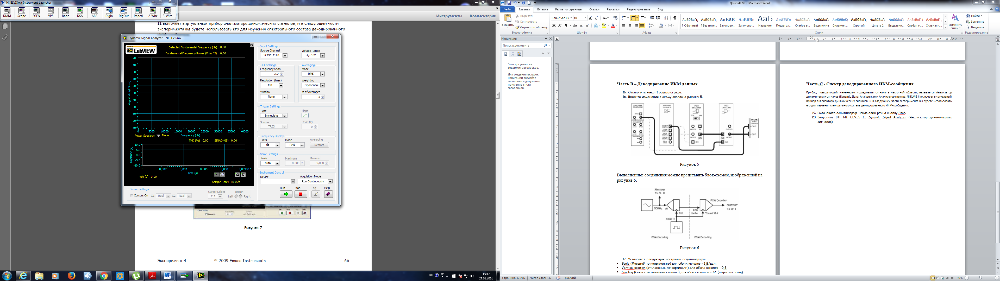 NI ELVISmx Instrument Launcher
DMM Scope FGEN VPS Bode DSA ARB DigIn DigOut Imped 2-Wire 3-Wire
Инструменты Комментарии
II включает виртуальный прибор анализатора динамических сигналов, и в следующей части
эксперимента вы будете использовать его для изучения спектрального состава декодированного
Dynamic Signal Analyzer - NI ELVISmx
LabVIEW
Detected Fundamental Frequency (Hz) 0,00
Fundamental Frequency Power (Vrms^2) 0,00
Magnitude (dBVrms)
20
10
0
-10
-20
-30
-40
-50
-60
-70
-80
0 5000 10000 15000 20000 25000 30000 35000 40000
Power Spectrum Mode Frequency (Hz)
THD (%) 0,00 SINAD (dB) 0,00
Amplitude (V)
10,0
5,0
0,0
-5,0
-10,0
0 0,002 0,004 0,006 0,008 0,009987
Time (s)
Vpk (V) 0,00
Sample Rate: 80 kS/s
Cursor Settings
Cursors On C1 Real C2 Real
Cursor Select
C 1
Position
Left Right
Input Settings
Source Channel Voltage Range
SCOPE CH 0 +/- 10V
FFT Settings Averaging
Frequency Span Mode
762 RMS
Resolution (lines) Weighting
400 Exponential
Window # of Averages
None 5
Trigger Settings
Type Slope
Immediate
Source Level (V)
TRIG 0
Frequency Display
Units Mode Averaging
dB RMS Restart
Scale Settings
Scale Maximum Minimum
Auto 0,000 0,000
Instrument Control
Device Acquisition Mode
Run Continuously
Run Stop Log Help
Рисунок 7
Эксперимент 4 © 2009 Emona Instruments 66
RU
15:17
24.01.2016
ДемоИКМ - Microsoft Word
Файл Главная Вставка Разметка страницы Ссылки Рассылки Рецензирование Вид
Вставить
Вырезать
Копировать
Формат по образцу
Буфер обмена
Comic Sans M 10
Шрифт
Абзац
¶ Обычный ¶ Без инте... Заголово... Заголово... Название Подзагол... Слабое в... Выделение Сильное ... Строгий Цитата 2 Выделенн... Слабая сс... Сильная с...
Стили
Изменить стили
Найти
Заменить
Выделить
Редактирование
Навигация
Поиск в документе
Этот документ не
содержит заголовков.
Для создания вкладок
навигации создайте
заголовки в документе,
применив стили
заголовков.
Часть B – Декодирование ИКМ данных
15. Отключите канал 1 осциллографа.
16. Внесите изменения в схему согласно рисунку 5.
FUNCTION GENERATOR
MASTER SIGNALS
PCM ENCODER
PCM DECODER
SCOPE
CH 0
CH 1
Рисунок 5
Выполненные соединения можно представить блок-схемой, изображенной на
рисунке 6.
Message
To CH 0
500Hz IN
CLK
100kHz
PCM
DATA
"Stolen" CLK
PCM Decoder
OUTPUT
To CH 1
PCM Encoding PCM Decoding
Рисунок 6
17. Установите следующие настройки осциллографа:
▪ Scale (Масштаб по напряжению) для обоих каналов – 1 В/дел.
▪ Vertical position (отклонение по вертикали) для обоих каналов – 0 В
▪ Coupling (Связь с источником сигнала) для обоих каналов – AC (закрытый вход)
Часть C - Спектр декодированного ИКМ-сообщения
Прибор, позволяющий инженерам исследовать сигналы в частотной области, называется Анализатор
динамических сигналов (Dynamic Signal Analyzer), или Анализатор спектра. NI ELVIS II включает виртуальный
прибор анализатора динамических сигналов, и в следующей части эксперимента вы будете использовать
его для изучения спектрального состава декодированного ИКМ-сообщения.
19. Остановите осциллограф, нажав один раз на кнопку Stop.
20. Запустите ВП NI ELVIS II Dynamic Signal Analyzer (Анализатор динамических
сигналов).
Страница: 6 из 6 Число слов: 847 русский 90%